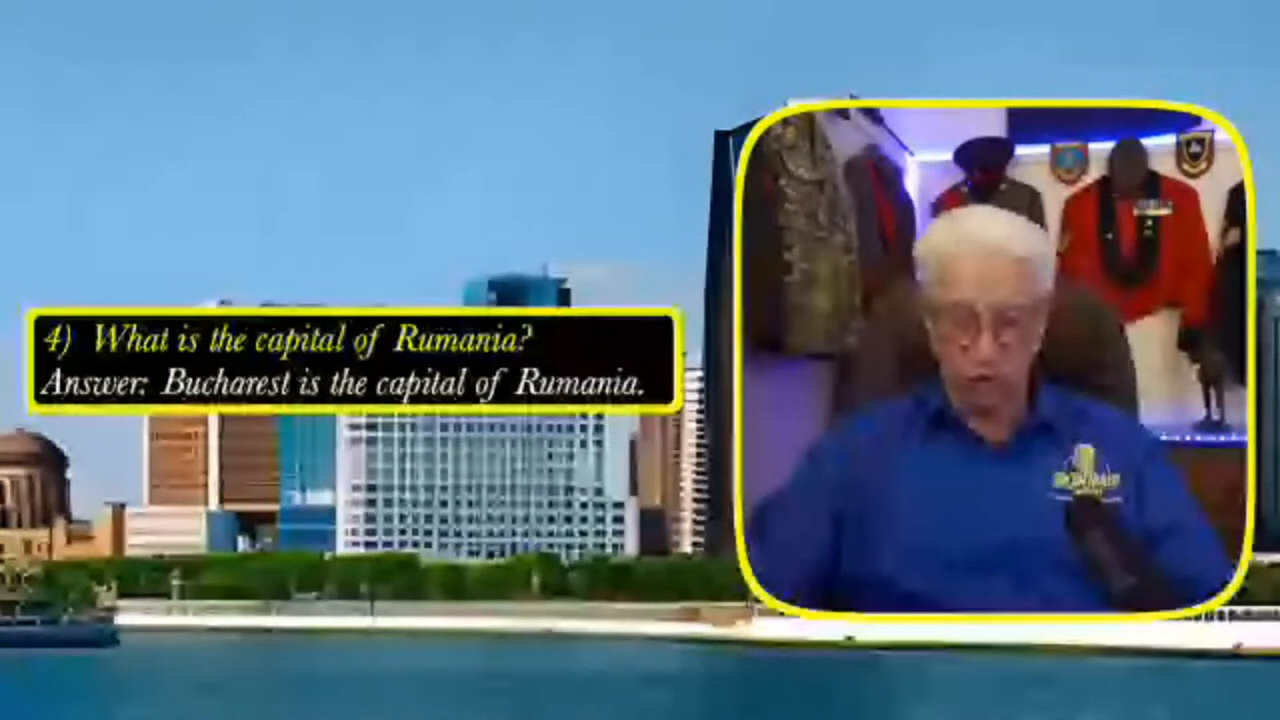 4) What is the capital of Rumania?
Answer: Bucharest is the capital of Rumania.